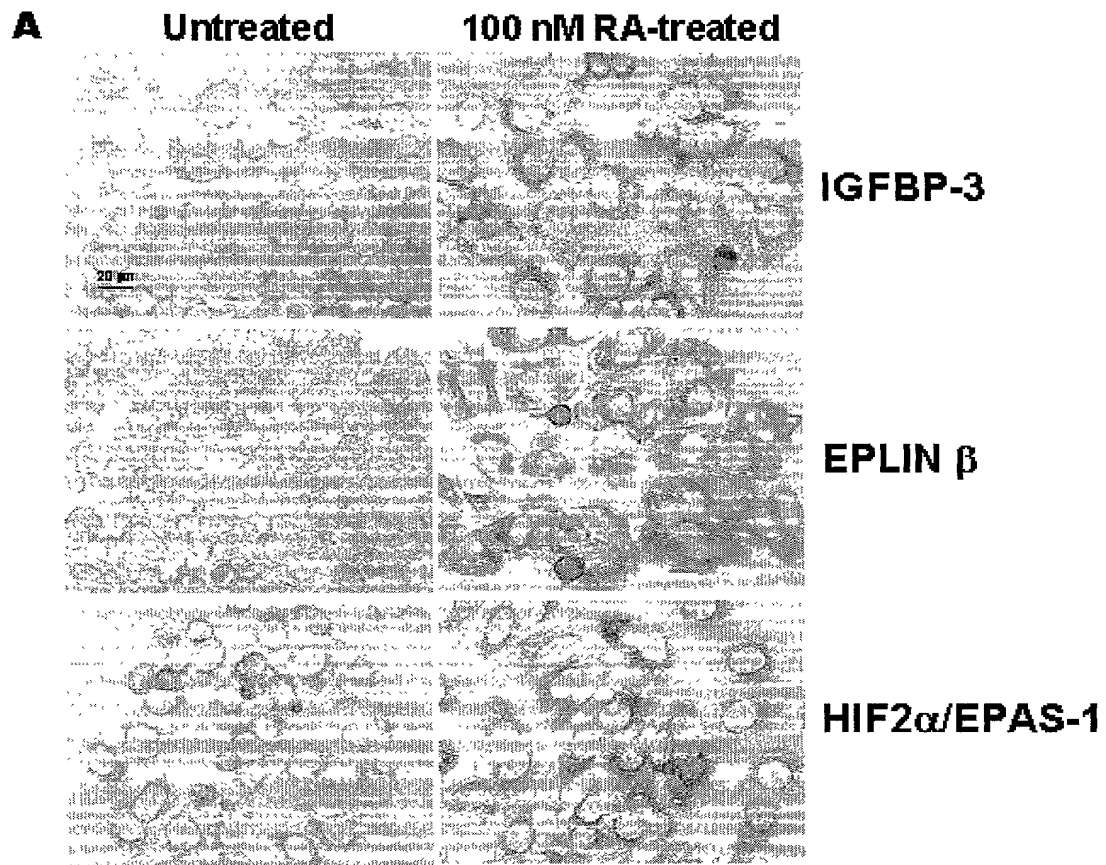 A
Untreated
100 nM RA-treated
IGFBP-3
20 μm
EPLIN β
HIF2α/EPAS-1